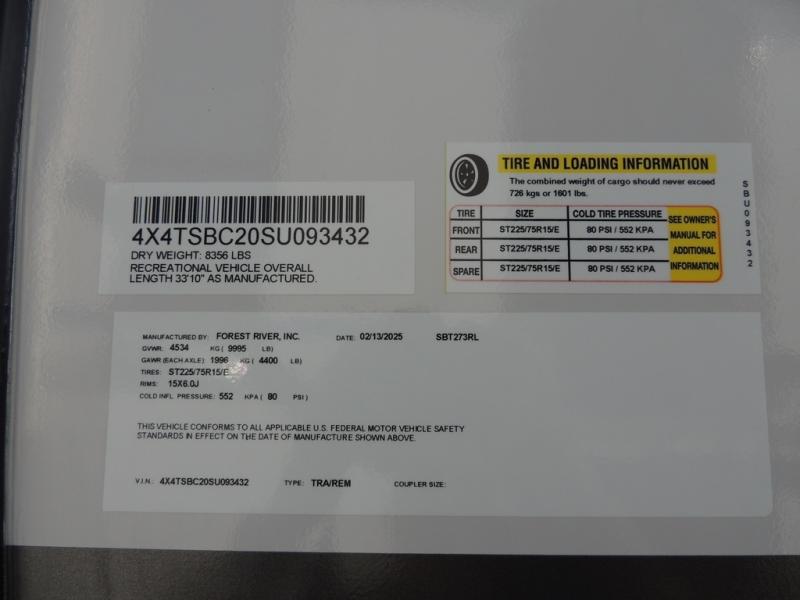 4X4TSBC20SU093432
DRY WEIGHT: 8356 LBS
RECREATIONAL VEHICLE OVERALL
LENGTH 33'10" AS MANUFACTURED.
TIRE AND LOADING INFORMATION
The combined weight of cargo should never exceed
726 kgs or 1601 lbs.
TIRE SIZE COLD TIRE PRESSURE
FRONT ST225/75R15/E 80 PSI / 552 KPA
REAR ST225/75R15/E 80 PSI / 552 KPA
SPARE ST225/75R15/E 80 PSI / 552 KPA
SEE OWNER'S
MANUAL FOR
ADDITIONAL
INFORMATION
SBU093432
MANUFACTURED BY: FOREST RIVER, INC. DATE: 02/13/2025 SBT273RL
GVWR: 4534 KG ( 9995 LB)
GAWR (EACH AXLE): 1996 KG ( 4400 LB)
TIRES: ST225/75R15/E
RIMS: 15X6.0J
COLD INFL. PRESSURE: 552 KPA ( 80 PSI )
THIS VEHICLE CONFORMS TO ALL APPLICABLE U.S. FEDERAL MOTOR VEHICLE SAFETY
STANDARDS IN EFFECT ON THE DATE OF MANUFACTURE SHOWN ABOVE.
V.I.N.: 4X4TSBC20SU093432 TYPE: TRA/REM COUPLER SIZE: